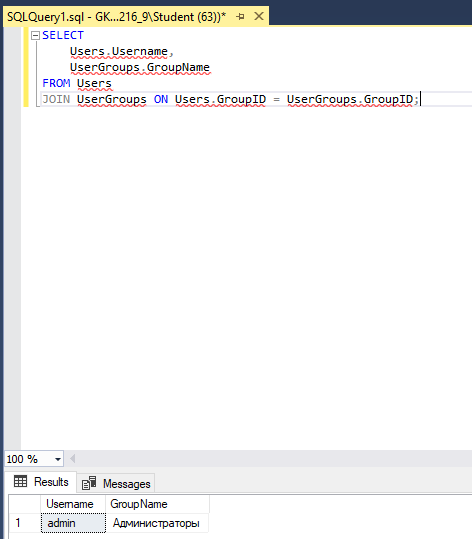 SQLQuery1.sql - GK...216_9\Student (63))*
SELECT
Users.Username,
UserGroups.GroupName
FROM Users
JOIN UserGroups ON Users.GroupID = UserGroups.GroupID;
100 %
Results Messages
Username GroupName
1 admin Администраторы